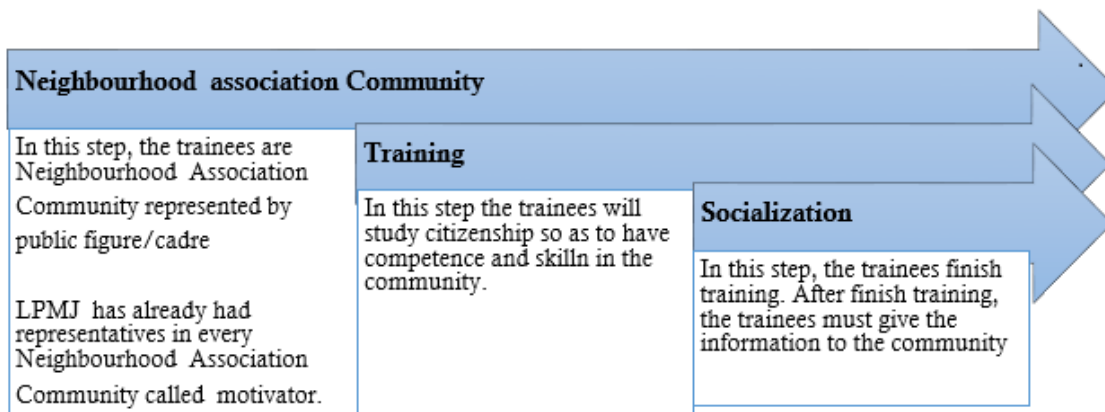 Neighbourhood association Community
In this step, the trainees are
Neighbourhood Association
Community represented by
public figure/cadre
LPMJ has already had
representatives in every
Neighbourhood Association
Community called motivator.
Training
In this step the trainees will
study citizenship so as to have
competence and skilln in the
community.
Socialization
In this step, the trainees finish
training. After finish training,
the trainees must give the
information to the community